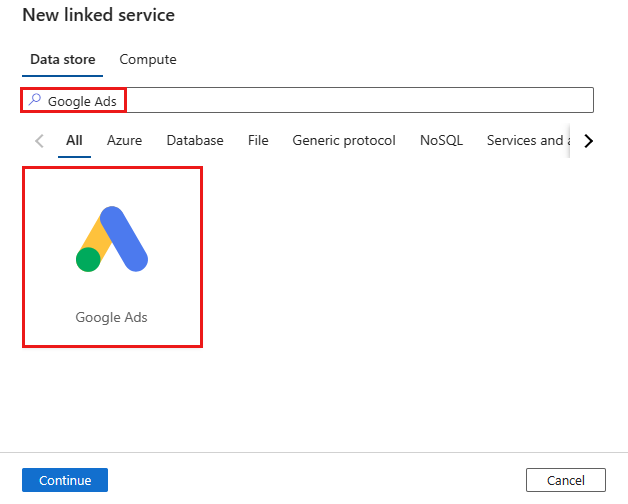 New linked service
Data store Compute
Google Ads
All Azure Database File Generic protocol NoSQL Services and
Google Ads
Continue Cancel